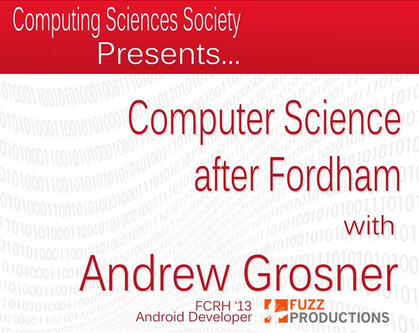 Computing Sciences Society
Presents...
Computer Science
after Fordham
with
Andrew Grosner
FCRH '13
Android Developer
FUZZ
PRODUCTIONS